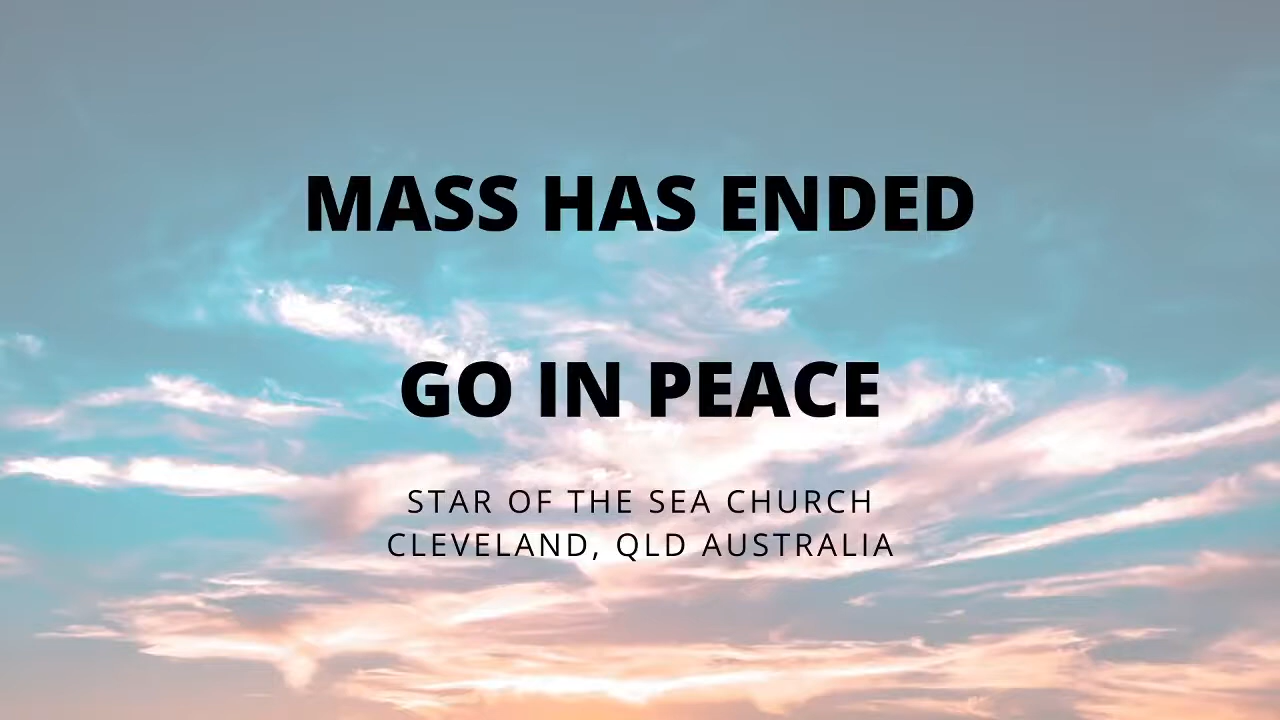 MASS HAS ENDED
GO IN PEACE
STAR OF THE SEA CHURCH
CLEVELAND, QLD AUSTRALIA